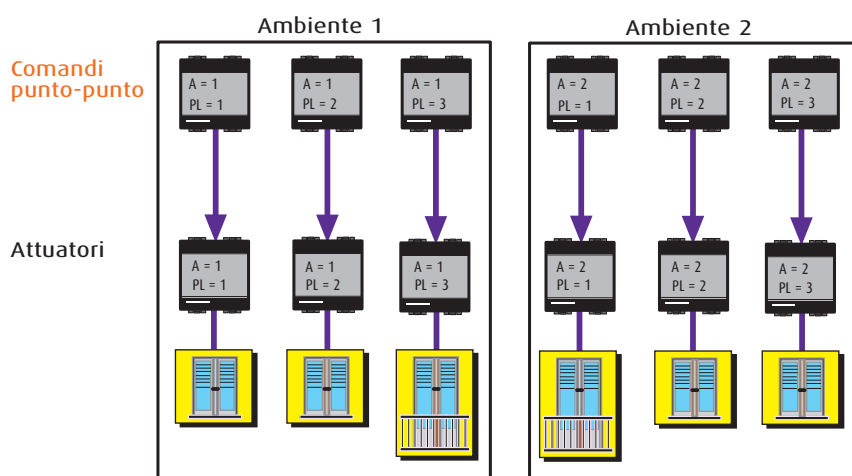 Ambiente 1
Ambiente 2
Comandi
punto-punto
A = 1
PL = 1
A = 1
PL = 2
A = 1
PL = 3
A = 2
PL = 1
A = 2
PL = 2
A = 2
PL = 3
Attuatori
A = 1
PL = 1
A = 1
PL = 2
A = 1
PL = 3
A = 2
PL = 1
A = 2
PL = 2
A = 2
PL = 3